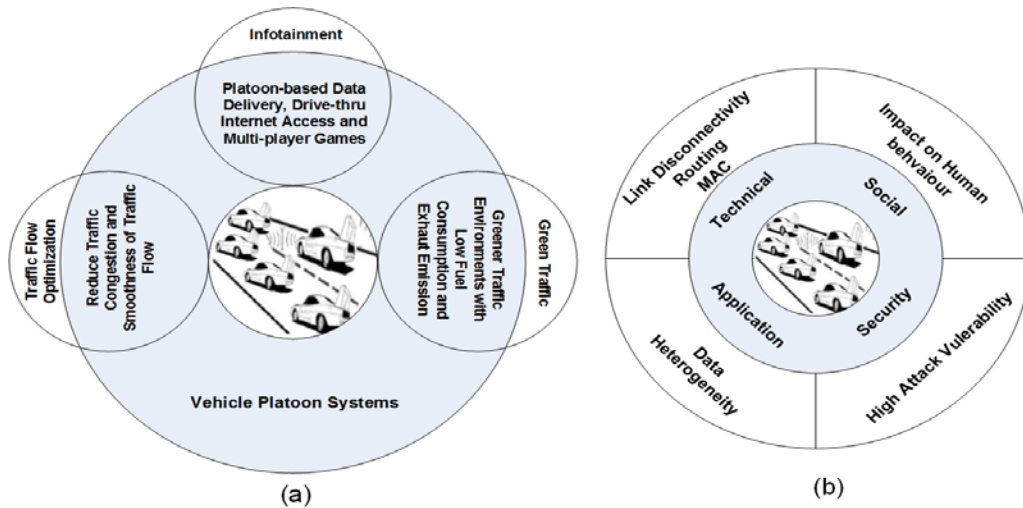 Infotainment
Platoon-based Data
Delivery, Drive-thru
Internet Access and
Multi-player Games
Traffic Flow
Optimization
Reduce Traffic
Congestion and
Smoothness of Traffic
Flow
Greener Traffic
Environments with
Low Fuel
Consumption and
Exhaut Emission
Green Traffic
Vehicle Platoon Systems
(a)
Link Disconnectivity
Routing
MAC
Technical
Impact on Human
behvaiour
Social
Application
Data
Heterogeneity
Security
High Attack Vulerability
(b)